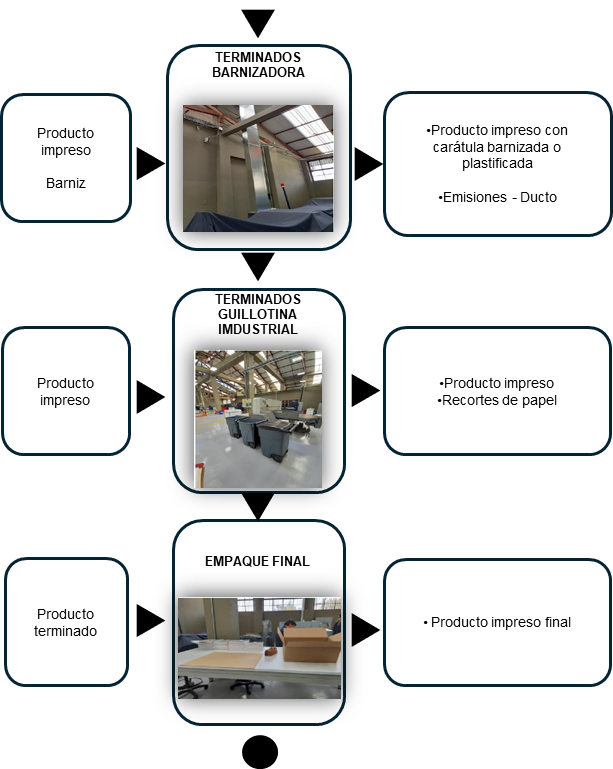 TERMINADOS
BARNIZADORA
Producto
impreso
Barniz
•Producto impreso con
carátula barnizada o
plastificada
•Emisiones - Ducto
TERMINADOS
GUILLOTINA
IMDUSTRIAL
Producto
impreso
•Producto impreso
•Recortes de papel
EMPAQUE FINAL
Producto
terminado
• Producto impreso final